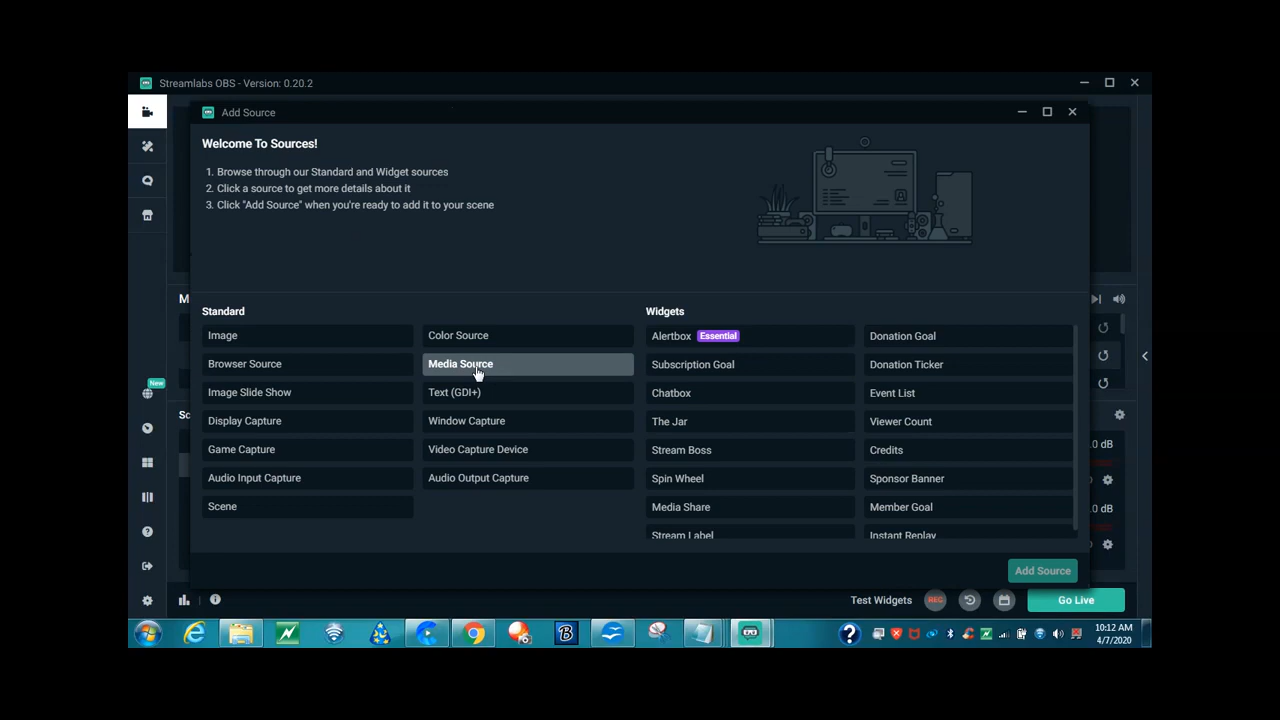 Streamlabs OBS - Version: 0.20.2
Add Source
Welcome To Sources!
1. Browse through our Standard and Widget sources
2. Click a source to get more details about it
3. Click "Add Source" when you're ready to add it to your scene
Standard
Image
Color Source
Browser Source
Media Source
Image Slide Show
Text (GDI+)
Display Capture
Window Capture
Game Capture
Video Capture Device
Audio Input Capture
Audio Output Capture
Scene
Widgets
Alertbox Essential
Donation Goal
Subscription Goal
Donation Ticker
Chatbox
Event List
The Jar
Viewer Count
Stream Boss
Credits
Spin Wheel
Sponsor Banner
Media Share
Member Goal
Stream Label
Instant Replay
Add Source
M
Sc
New
.0 dB
.0 dB
Test Widgets
REC
Go Live
10:12 AM
4/7/2020